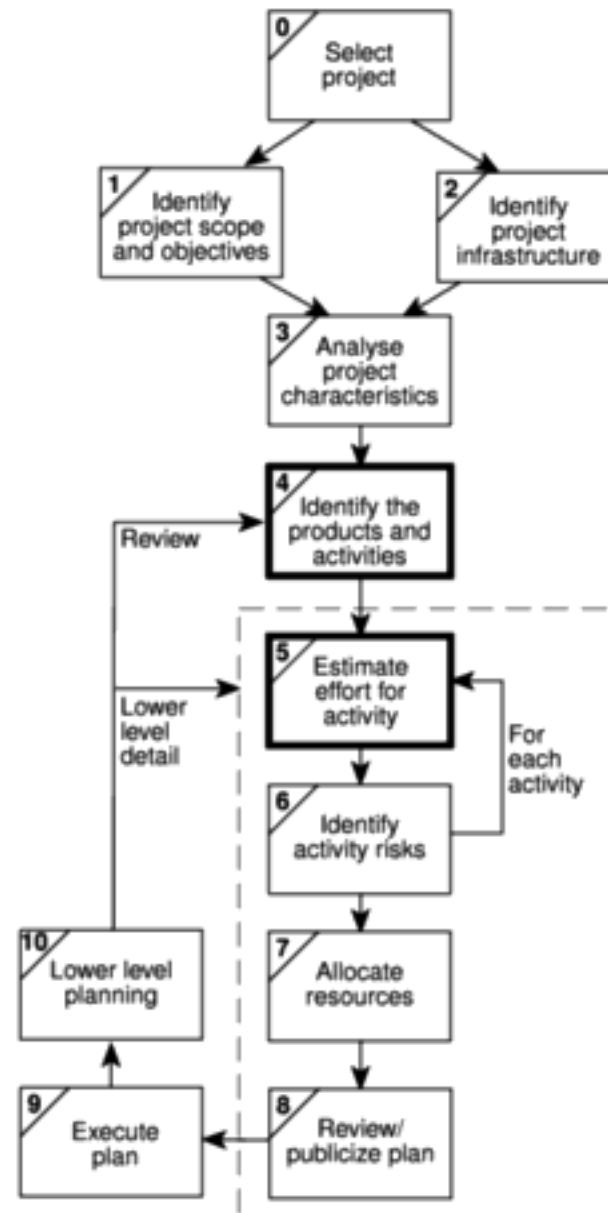 0
Select
project
1
Identify
project scope
and objectives
2
Identify
project
infrastructure
3
Analyse
project
characteristics
4
Identify the
products and
activities
Review
5
Estimate
effort for
activity
Lower
level
detail
For
each
activity
6
Identify
activity risks
7
Allocate
resources
10
Lower level
planning
9
Execute
plan
8
Review/
publicize plan